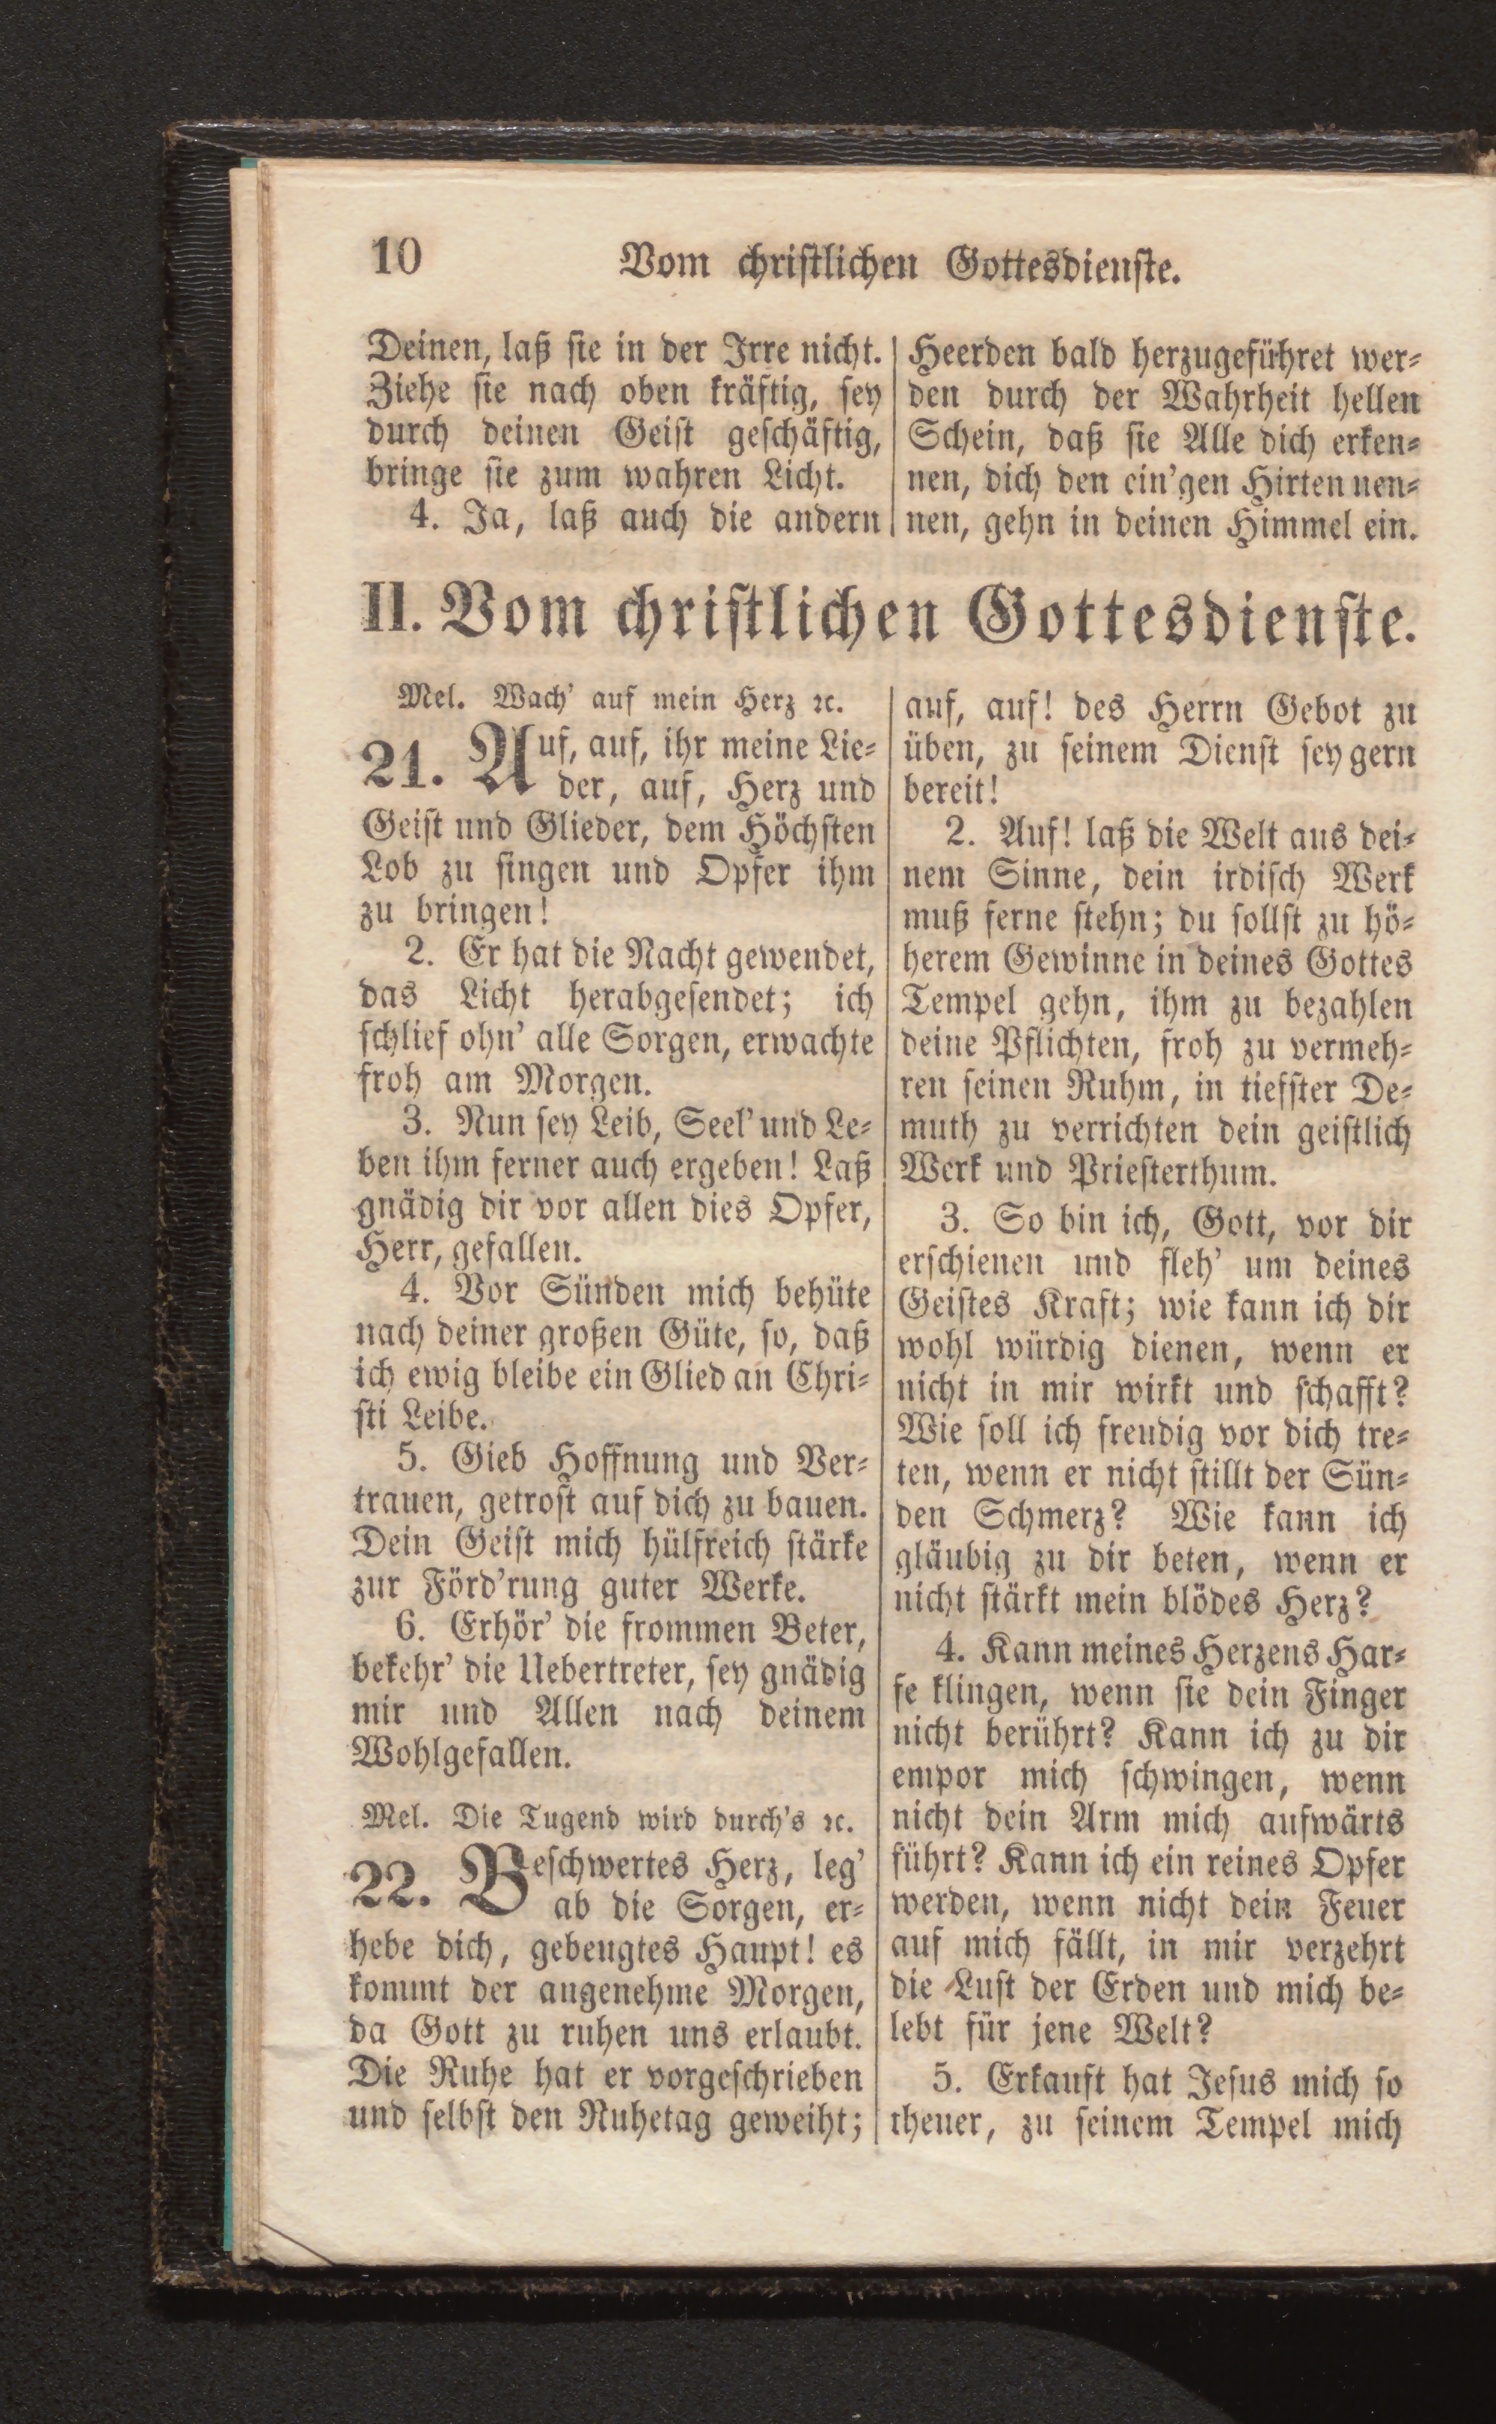 10
Vom christlichen Gottesdienste.
Deinen, laß sie in der Irre nicht.
Ziehe sie nach oben kräftig, sey
durch deinen Geist geschäftig,
bringe sie zum wahren Licht.
4. Ja, laß auch die andern
Heerden bald herzugeführet wer-
den durch der Wahrheit hellen
Schein, daß sie Alle dich erken-
nen, dich den ein'gen Hirten nen-
nen, gehn in deinen Himmel ein.
II. Vom christlichen Gottesdienste.
Mel. Wach' auf mein Herz ꝛc.
21. Auf, auf, ihr meine Lie-
der, auf, Herz und
Geist und Glieder, dem Höchsten
Lob zu singen und Opfer ihm
zu bringen!
2. Er hat die Nacht gewendet,
das Licht herabgesendet; ich
schlief ohn' alle Sorgen, erwachte
froh am Morgen.
3. Nun sey Leib, Seel' und Le-
ben ihm ferner auch ergeben! Laß
gnädig dir vor allen dies Opfer,
Herr, gefallen.
4. Vor Sünden mich behüte
nach deiner großen Güte, so, daß
ich ewig bleibe ein Glied an Chri-
sti Leibe.
5. Gieb Hoffnung und Ver-
trauen, getrost auf dich zu bauen.
Dein Geist mich hülfreich stärke
zur Förd'rung guter Werke.
6. Erhör' die frommen Beter,
bekehr' die Uebertreter, sey gnädig
mir und Allen nach deinem
Wohlgefallen.
Mel. Die Tugend wird durch's ꝛc.
22. Beschwertes Herz, leg'
ab die Sorgen, er-
hebe dich, gebeugtes Haupt! es
kommt der angenehme Morgen,
da Gott zu ruhen uns erlaubt.
Die Ruhe hat er vorgeschrieben
und selbst den Ruhetag geweiht;
auf, auf! des Herrn Gebot zu
üben, zu seinem Dienst sey gern
bereit!
2. Auf! laß die Welt aus dei-
nem Sinne, dein irdisch Werk
muß ferne stehn; du sollst zu hö-
herem Gewinne in deines Gottes
Tempel gehn, ihm zu bezahlen
deine Pflichten, froh zu vermeh-
ren seinen Ruhm, in tiefster De-
muth zu verrichten dein geistlich
Werk und Priesterthum.
3. So bin ich, Gott, vor dir
erschienen und fleh' um deines
Geistes Kraft; wie kann ich dir
wohl würdig dienen, wenn er
nicht in mir wirkt und schafft?
Wie soll ich freudig vor dich tre-
ten, wenn er nicht stillt der Sün-
den Schmerz? Wie kann ich
gläubig zu dir beten, wenn er
nicht stärkt mein blödes Herz?
4. Kann meines Herzens Har-
fe klingen, wenn sie dein Finger
nicht berührt? Kann ich zu dir
empor mich schwingen, wenn
nicht dein Arm mich aufwärts
führt? Kann ich ein reines Opfer
werden, wenn nicht dein Feuer
auf mich fällt, in mir verzehrt
die Lust der Erden und mich be-
lebt für jene Welt?
5. Erkauft hat Jesus mich so
theuer, zu seinem Tempel mich